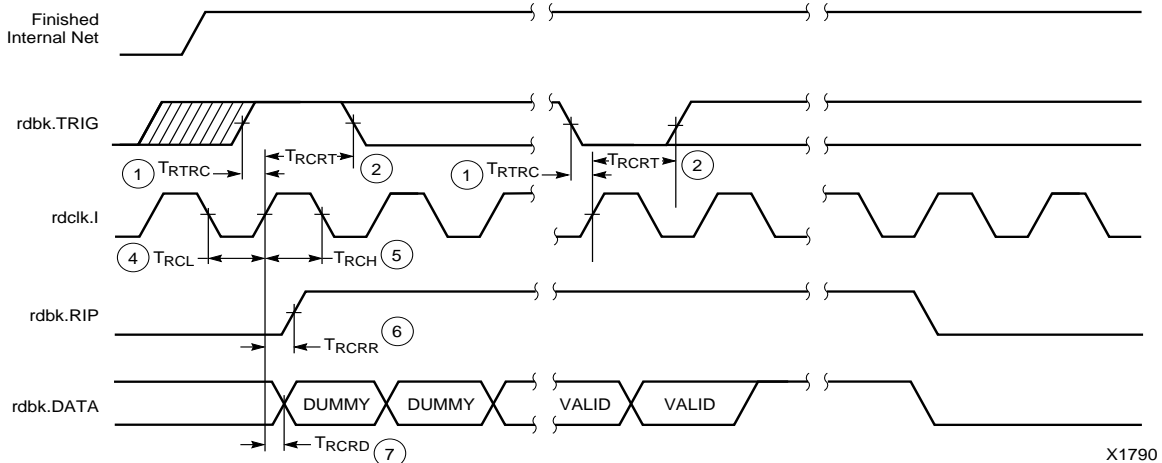 Finished
Internal Net
rdbk.TRIG
TRCRT
TRCRT
1 TRTRC
2
1 TRTRC
2
rdclk.I
4 TRCL
TRCH 5
rdbk.RIP
6
TRCRR
rdbk.DATA
DUMMY DUMMY VALID VALID
TRCRD 7
X1790